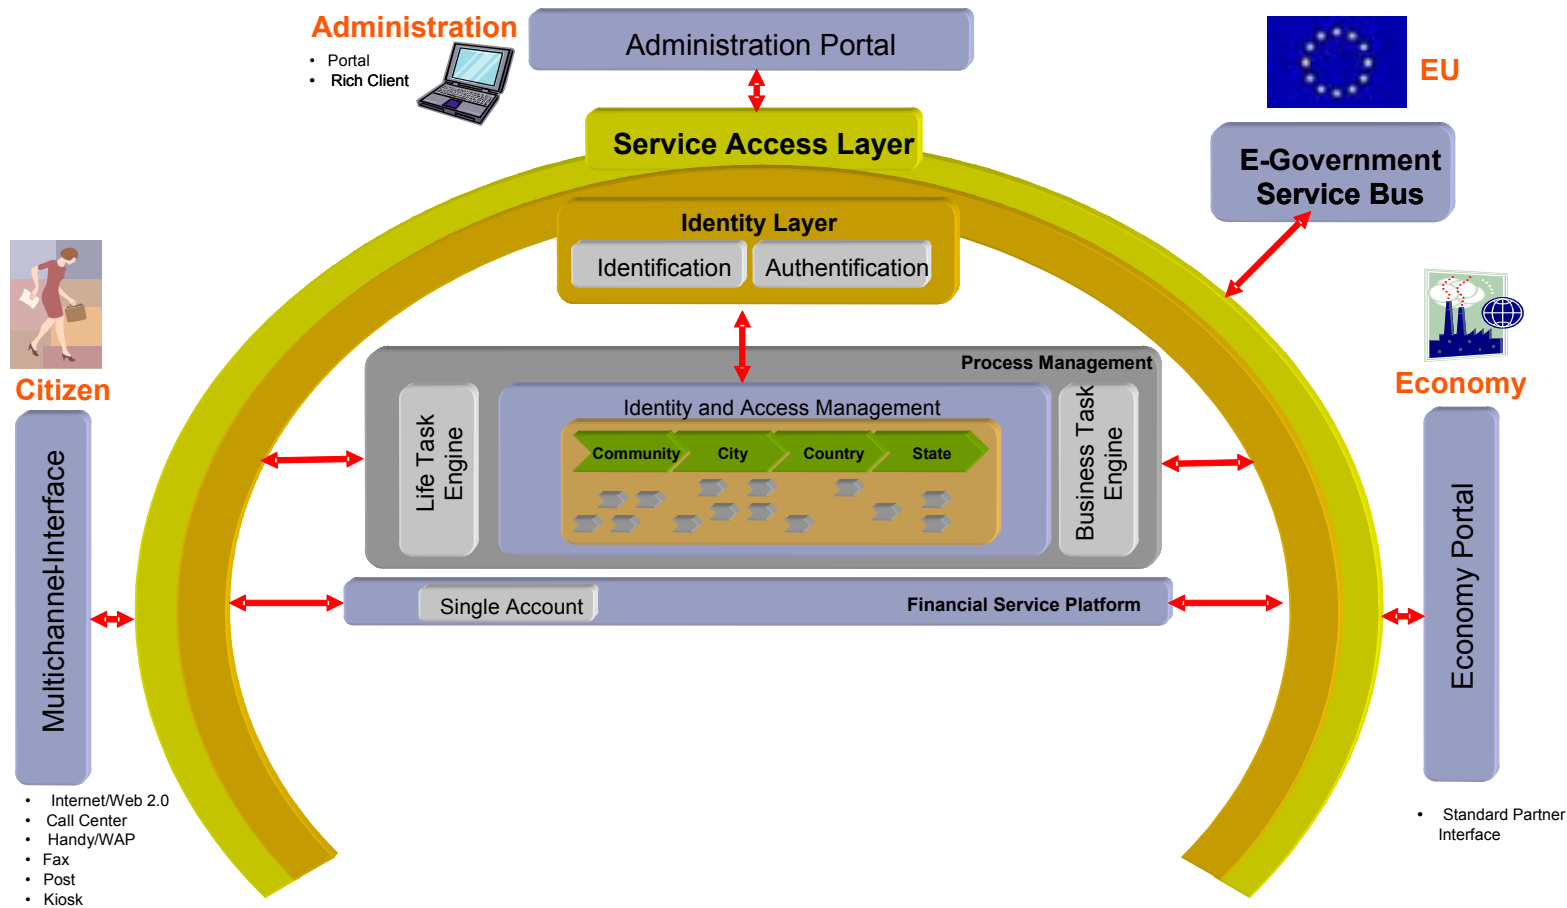 Administration
• Portal
• Rich Client
Administration Portal
EU
E-Government
Service Bus
Service Access Layer
Identity Layer
Identification
Authentification
Citizen
Multichannel-Interface
• Internet/Web 2.0
• Call Center
• Handy/WAP
• Fax
• Post
• Kiosk
Process Management
Life Task
Engine
Identity and Access Management
Community
City
Country
State
Business Task
Engine
Single Account
Financial Service Platform
Economy
Economy Portal
• Standard Partner
Interface